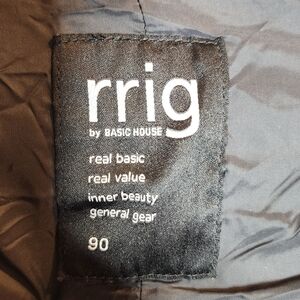 rrig
by BASIC HOUSE
real basic
real value
inner beauty
general gear
90